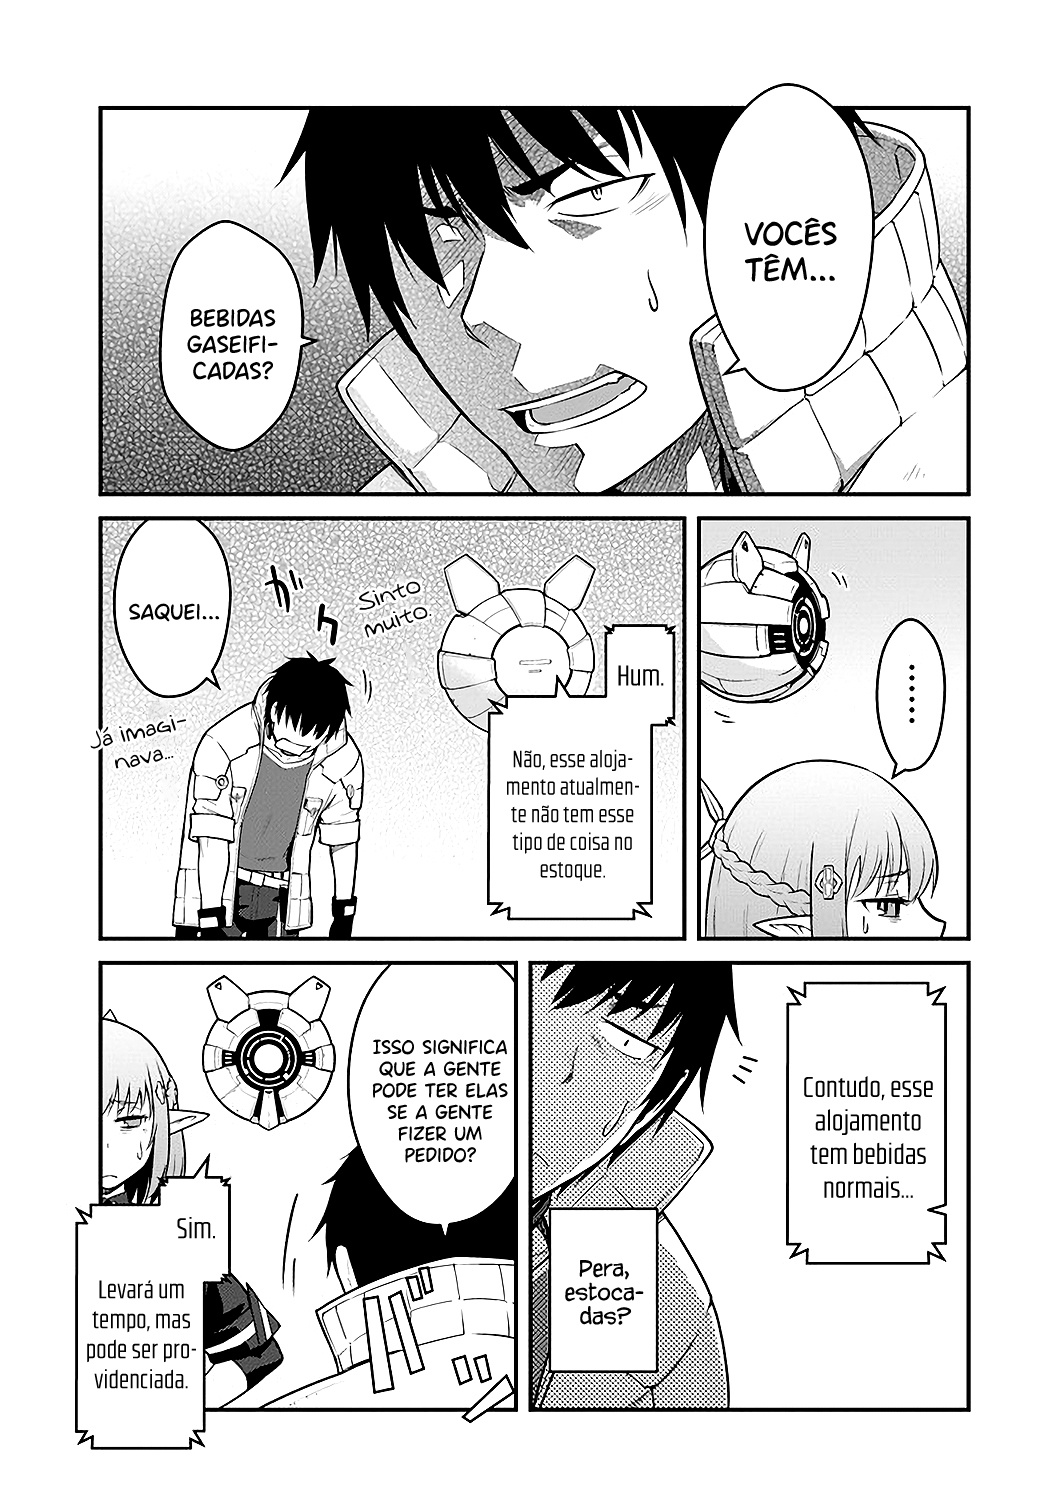 VOCÊS
TÊM...
BEBIDAS
GASEIFI-
CADAS?
.......
Hum.
Não, esse aloja-
mento atualmen-
te não tem esse
tipo de coisa no
estoque.
Sinto
muito.
ガ
ク
SAQUEI...
Já imagi-
nava...
Contudo, esse
alojamento
tem bebidas
normais...
Pera,
estoca-
das?
ISSO SIGNIFICA
QUE A GENTE
PODE TER ELAS
SE A GENTE
FIZER UM
PEDIDO?
Sim.
Levará um
tempo, mas
pode ser pro-
videnciada.